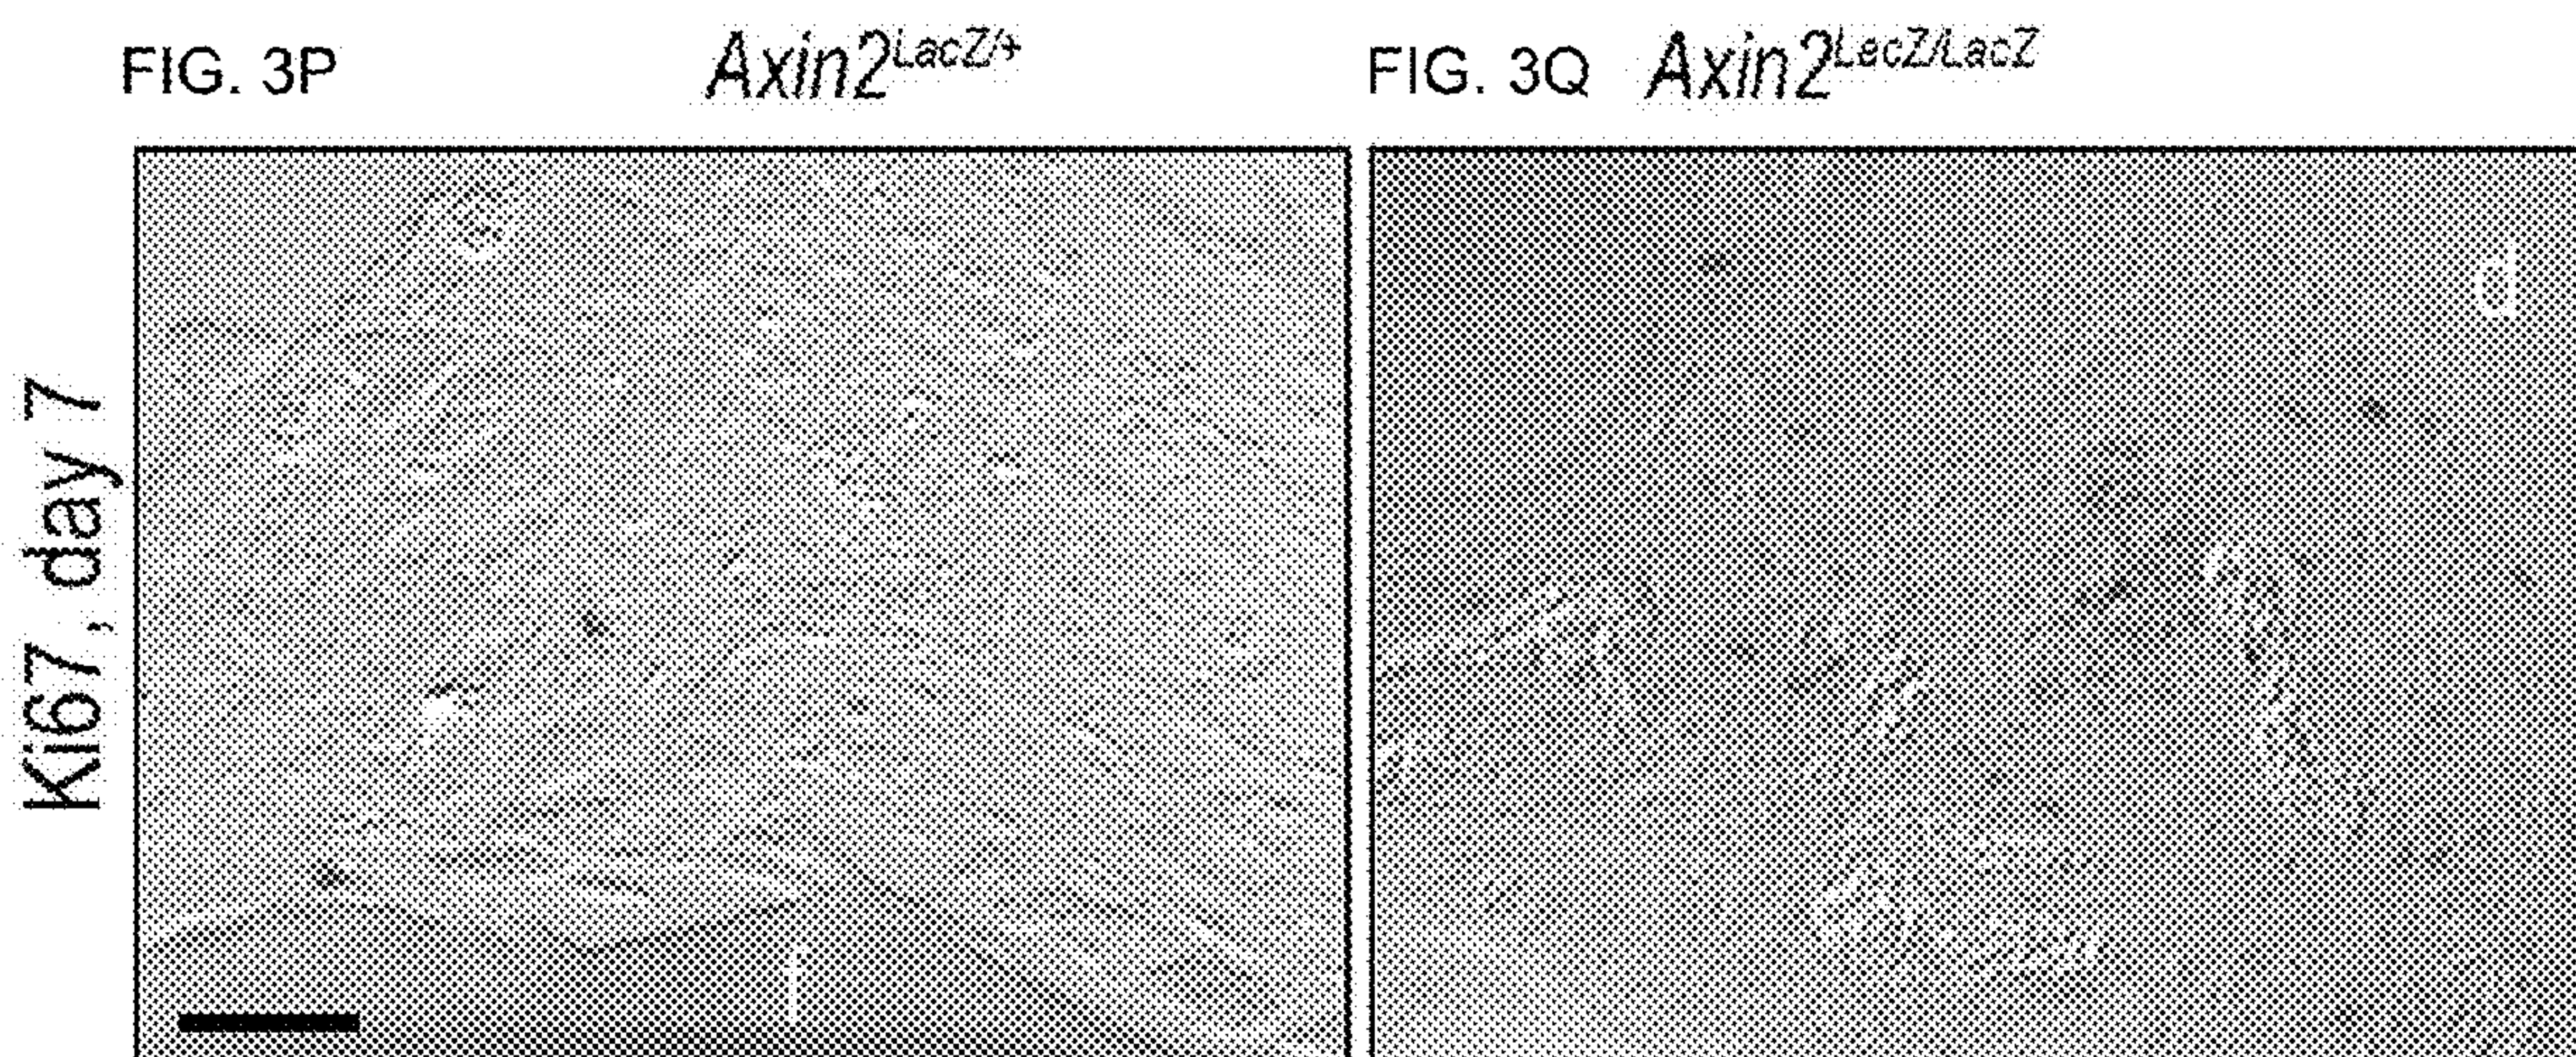 FIG. 3P Axin2LacZ/+ FIG. 3Q Axin2LacZ/LacZ
Ki67, day 7
d
f